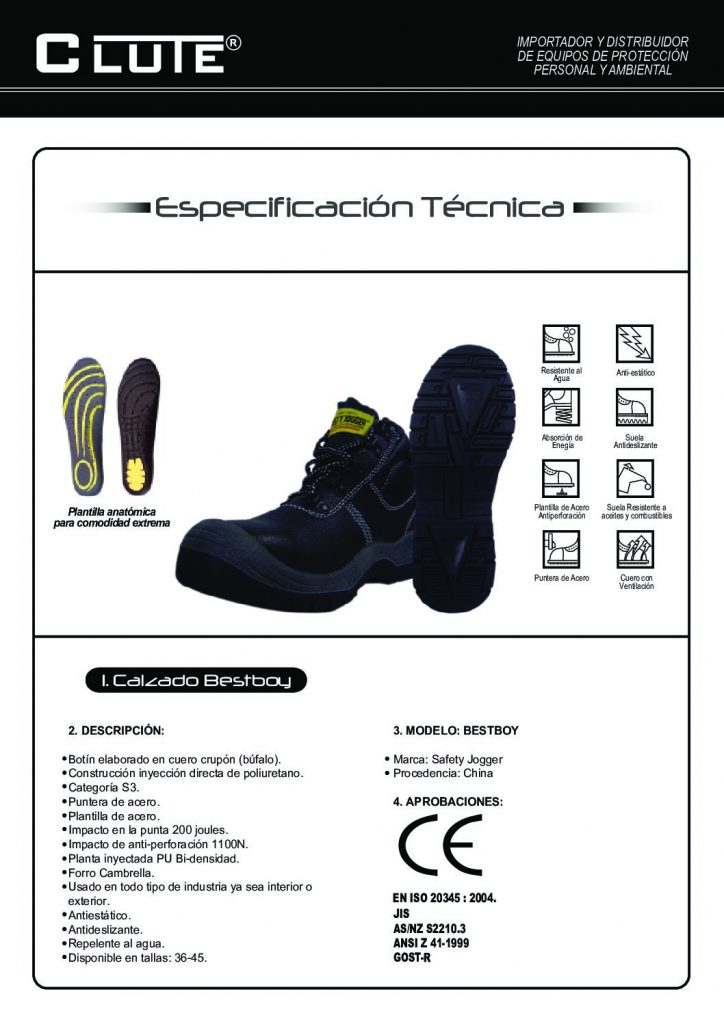 CLUTE®
IMPORTADOR Y DISTRIBUIDOR
DE EQUIPOS DE PROTECCIÓN
PERSONAL Y AMBIENTAL
Especificación Técnica
Plantilla anatómica
para comodidad extrema
JOGGER
Resistente al
Agua
Anti-estático
Absorción de
Enegía
Suela
Antideslizante
Plantilla de Acero
Antiperforación
Suela Resistente a
aceites y combustibles
Puntera de Acero
Cuero con
Ventilación
1. Calzado Bestboy
2. DESCRIPCIÓN:
• Botín elaborado en cuero crupón (búfalo).
• Construcción inyección directa de poliuretano.
• Categoría S3.
• Puntera de acero.
• Plantilla de acero.
• Impacto en la punta 200 joules.
• Impacto de anti-perforación 1100N.
• Planta inyectada PU Bi-densidad.
• Forro Cambrella.
• Usado en todo tipo de industria ya sea interior o
exterior.
• Antiestático.
• Antideslizante.
• Repelente al agua.
• Disponible en tallas: 36-45.
3. MODELO: BESTBOY
• Marca: Safety Jogger
• Procedencia: China
4. APROBACIONES:
CE
EN ISO 20345 : 2004.
JIS
AS/NZ S2210.3
ANSI Z 41-1999
GOST-R